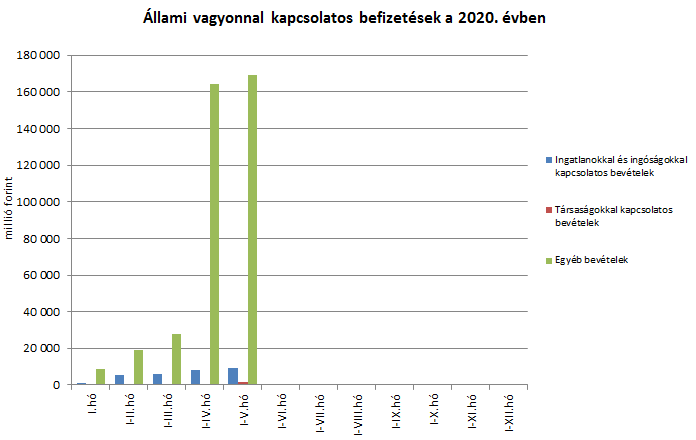 Állami vagyonnal kapcsolatos befizetések a 2020. évben
180 000
160 000
140 000
120 000
100 000
80 000
60 000
40 000
20 000
0
millió forint
I.hó
I-II.hó
I-III.hó
I-IV.hó
I-V.hó
I-VI.hó
I-VII.hó
I-VIII.hó
I-IX.hó
I-X.hó
I-XI.hó
I-XII.hó
Ingatlanokkal és ingóságokkal
kapcsolatos bevételek
Társaságokkal kapcsolatos
bevételek
Egyéb bevételek